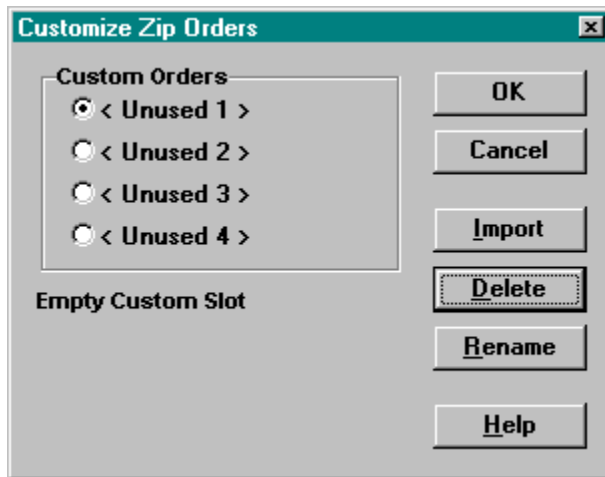 Customize Zip Orders
Custom Orders
< Unused 1 >
< Unused 2 >
< Unused 3 >
< Unused 4 >
Empty Custom Slot
OK
Cancel
Import
Delete
Rename
Help